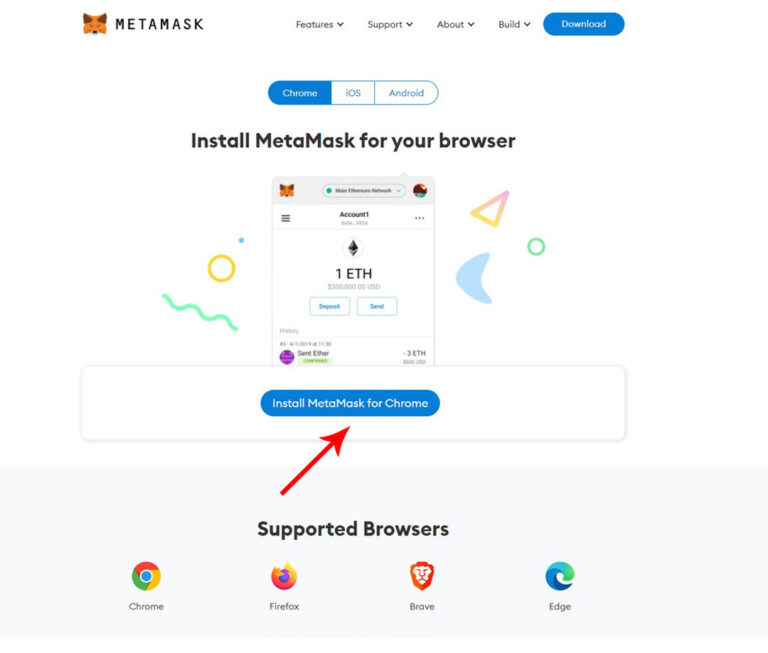 METAMASK
Features Support About Build Download
Chrome iOS Android
Install MetaMask for your browser
Main Ethereum Network
Account1
1 ETH
$300,000.00 USD
Deposit Send
History
#3 - 4/1/2019 at 11:30
Sent Ether - 3 ETH
CONFIRMED - $600 USD
Install MetaMask for Chrome
Supported Browsers
Chrome Firefox Brave Edge